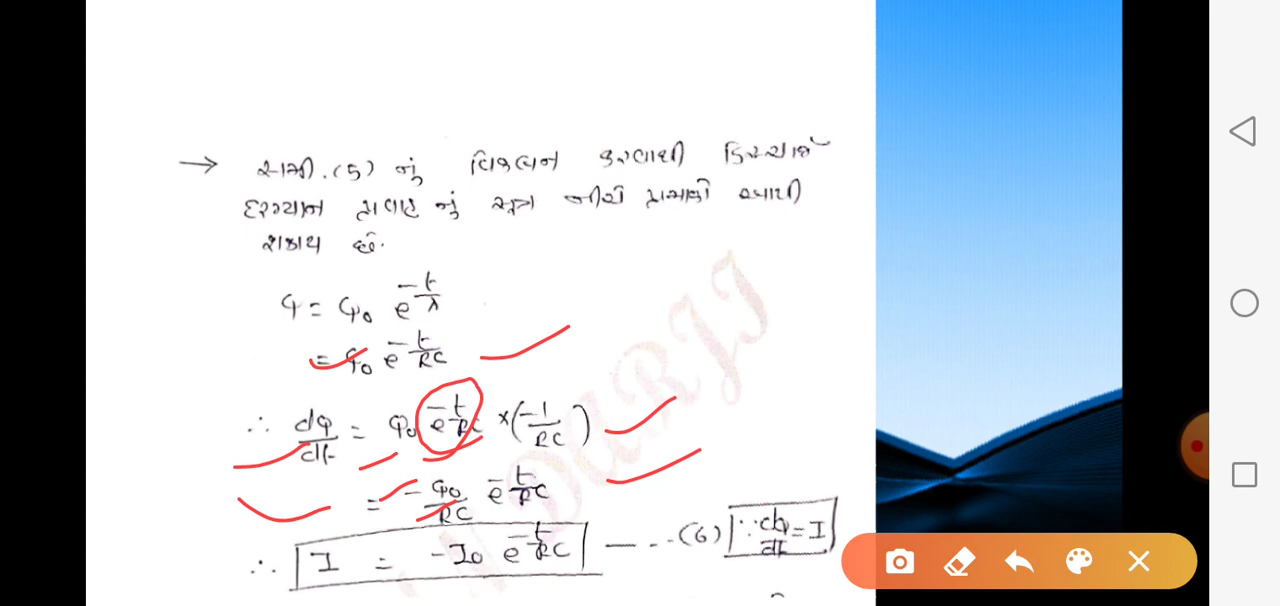 → સમી.(5) નું વિકલન કરવાથી ડિસ્ચાર્જ
દરમ્યાન પ્રવાહ નું સૂત્ર નીચે પ્રમાણે સ્થાપી
શકાય છે.
q = q₀ e^(-t/λ)
= q₀ e^(-t/RC)
∴ dq/dt = q₀ e^(-t/RC) × (-1/RC)
= -q₀/RC e^(-t/RC)
∴ I = -I₀ e^(-t/RC) --- (6) ∵ dq/dt = I
DARJI